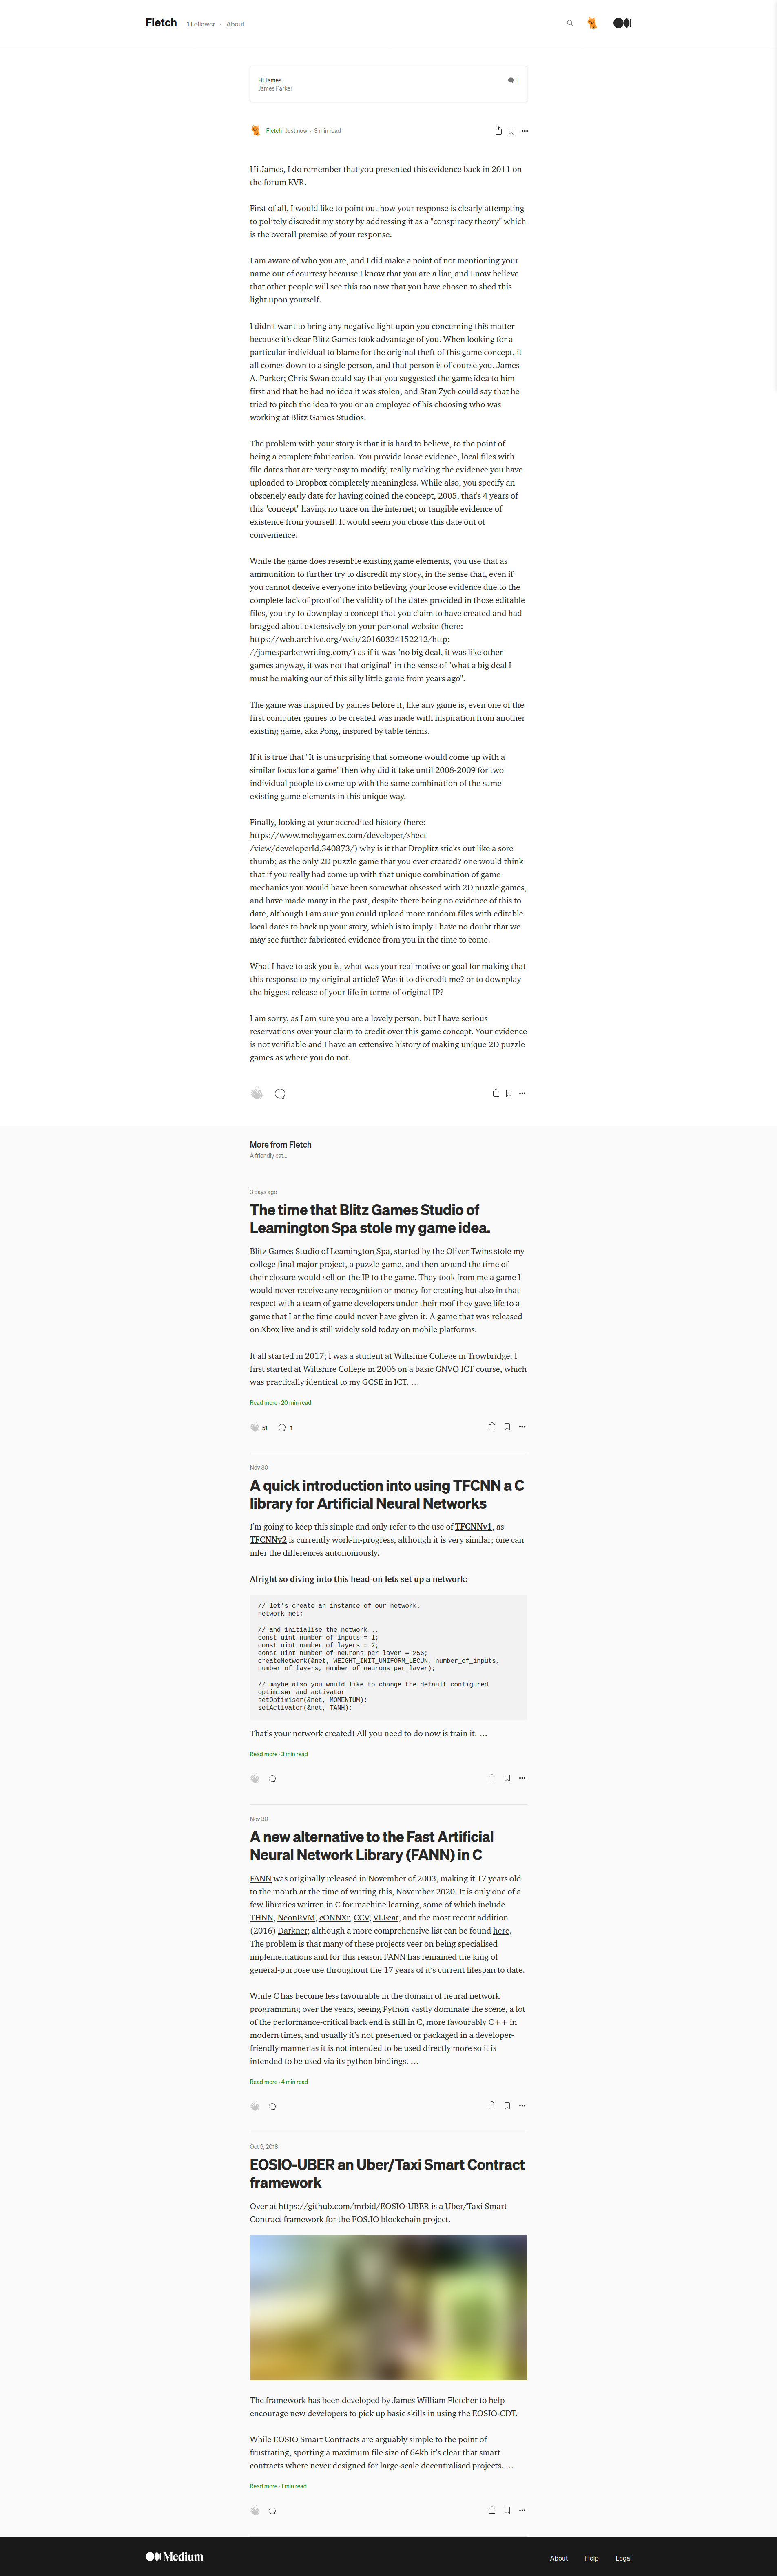 Fletch 1 Follower · About
Hi James, 1
James Parker
Fletch Just now · 3 min read
Hi James, I do remember that you presented this evidence back in 2011 on
the forum KVR.
First of all, I would like to point out how your response is clearly attempting
to politely discredit my story by addressing it as a "conspiracy theory" which
is the overall premise of your response.
I am aware of who you are, and I did make a point of not mentioning your
name out of courtesy because I know that you are a liar, and I now believe
that other people will see this too now that you have chosen to shed this
light upon yourself.
I didn't want to bring any negative light upon you concerning this matter
because it's clear Blitz Games took advantage of you. When looking for a
particular individual to blame for the original theft of this game concept, it
all comes down to a single person, and that person is of course you, James
A. Parker; Chris Swan could say that you suggested the game idea to him
first and that he had no idea it was stolen, and Stan Zych could say that he
tried to pitch the idea to you or an employee of his choosing who was
working at Blitz Games Studios.
The problem with your story is that it is hard to believe, to the point of
being a complete fabrication. You provide loose evidence, local files with
file dates that are very easy to modify, really making the evidence you have
uploaded to Dropbox completely meaningless. While also, you specify an
obscenely early date for having coined the concept, 2005, that's 4 years of
this "concept" having no trace on the internet; or tangible evidence of
existence from yourself. It would seem you chose this date out of
convenience.
While the game does resemble existing game elements, you use that as
ammunition to further try to discredit my story, in the sense that, even if
you cannot deceive everyone into believing your loose evidence due to the
complete lack of proof of the validity of the dates provided in those editable
files, you try to downplay a concept that you claim to have created and had
bragged about extensively on your personal website (here:
https://web.archive.org/web/20160324152212/http:
//jamesparkerwriting.com/) as if it was "no big deal, it was like other
games anyway, it was not that original" in the sense of "what a big deal I
must be making out of this silly little game from years ago".
The game was inspired by games before it, like any game is, even one of the
first computer games to be created was made with inspiration from another
existing game, aka Pong, inspired by table tennis.
If it is true that "It is unsurprising that someone would come up with a
similar focus for a game" then why did it take until 2008-2009 for two
individual people to come up with the same combination of the same
existing game elements in this unique way.
Finally, looking at your accredited history (here:
https://www.mobygames.com/developer/sheet
/view/developerId,340873/) why is it that Droplitz sticks out like a sore
thumb; as the only 2D puzzle game that you ever created? one would think
that if you really had come up with that unique combination of game
mechanics you would have been somewhat obsessed with 2D puzzle games,
and have made many in the past, despite there being no evidence of this to
date, although I am sure you could upload more random files with editable
local dates to back up your story, which is to imply I have no doubt that we
may see further fabricated evidence from you in the time to come.
What I have to ask you is, what was your real motive or goal for making that
this response to my original article? Was it to discredit me? or to downplay
the biggest release of your life in terms of original IP?
I am sorry, as I am sure you are a lovely person, but I have serious
reservations over your claim to credit over this game concept. Your evidence
is not verifiable and I have an extensive history of making unique 2D puzzle
games as where you do not.
More from Fletch
A friendly cat...
3 days ago
The time that Blitz Games Studio of
Leamington Spa stole my game idea.
Blitz Games Studio of Leamington Spa, started by the Oliver Twins stole my
college final major project, a puzzle game, and then around the time of
their closure would sell on the IP to the game. They took from me a game I
would never receive any recognition or money for creating but also in that
respect with a team of game developers under their roof they gave life to a
game that I at the time could never have given it. A game that was released
on Xbox live and is still widely sold today on mobile platforms.
It all started in 2017; I was a student at Wiltshire College in Trowbridge. I
first started at Wiltshire College in 2006 on a basic GNVQ ICT course, which
was practically identical to my GCSE in ICT. …
Read more · 20 min read
51 1
Nov 30
A quick introduction into using TFCNN a C
library for Artificial Neural Networks
I'm going to keep this simple and only refer to the use of TFCNNv1, as
TFCNNv2 is currently work-in-progress, although it is very similar; one can
infer the differences autonomously.
Alright so diving into this head-on lets set up a network:
// let's create an instance of our network.
network net;
// and initialise the network ..
const uint number_of_inputs = 1;
const uint number_of_layers = 2;
const uint number_of_neurons_per_layer = 256;
createNetwork(&net, WEIGHT_INIT_UNIFORM_LECUN, number_of_inputs,
number_of_layers, number_of_neurons_per_layer);
// maybe also you would like to change the default configured
optimiser and activator
setOptimiser(&net, MOMENTUM);
setActivator(&net, TANH);
That's your network created! All you need to do now is train it. …
Read more · 3 min read
Nov 30
A new alternative to the Fast Artificial
Neural Network Library (FANN) in C
FANN was originally released in November of 2003, making it 17 years old
to the month at the time of writing this, November 2020. It is only one of a
few libraries written in C for machine learning, some of which include
THNN, NeonRVM, cONNXr, CCV, VLFeat, and the most recent addition
(2016) Darknet; although a more comprehensive list can be found here.
The problem is that many of these projects veer on being specialised
implementations and for this reason FANN has remained the king of
general-purpose use throughout the 17 years of it's current lifespan to date.
While C has become less favourable in the domain of neural network
programming over the years, seeing Python vastly dominate the scene, a lot
of the performance-critical back end is still in C, more favourably C++ in
modern times, and usually it's not presented or packaged in a developer-
friendly manner as it is not intended to be used directly more so it is
intended to be used via its python bindings. …
Read more · 4 min read
Oct 9, 2018
EOSIO-UBER an Uber/Taxi Smart Contract
framework
Over at https://github.com/mrbid/EOSIO-UBER is a Uber/Taxi Smart
Contract framework for the EOS.IO blockchain project.
The framework has been developed by James William Fletcher to help
encourage new developers to pick up basic skills in using the EOSIO-CDT.
While EOSIO Smart Contracts are arguably simple to the point of
frustrating, sporting a maximum file size of 64kb it's clear that smart
contracts where never designed for large-scale decentralised projects. …
Read more · 1 min read
Medium About Help Legal